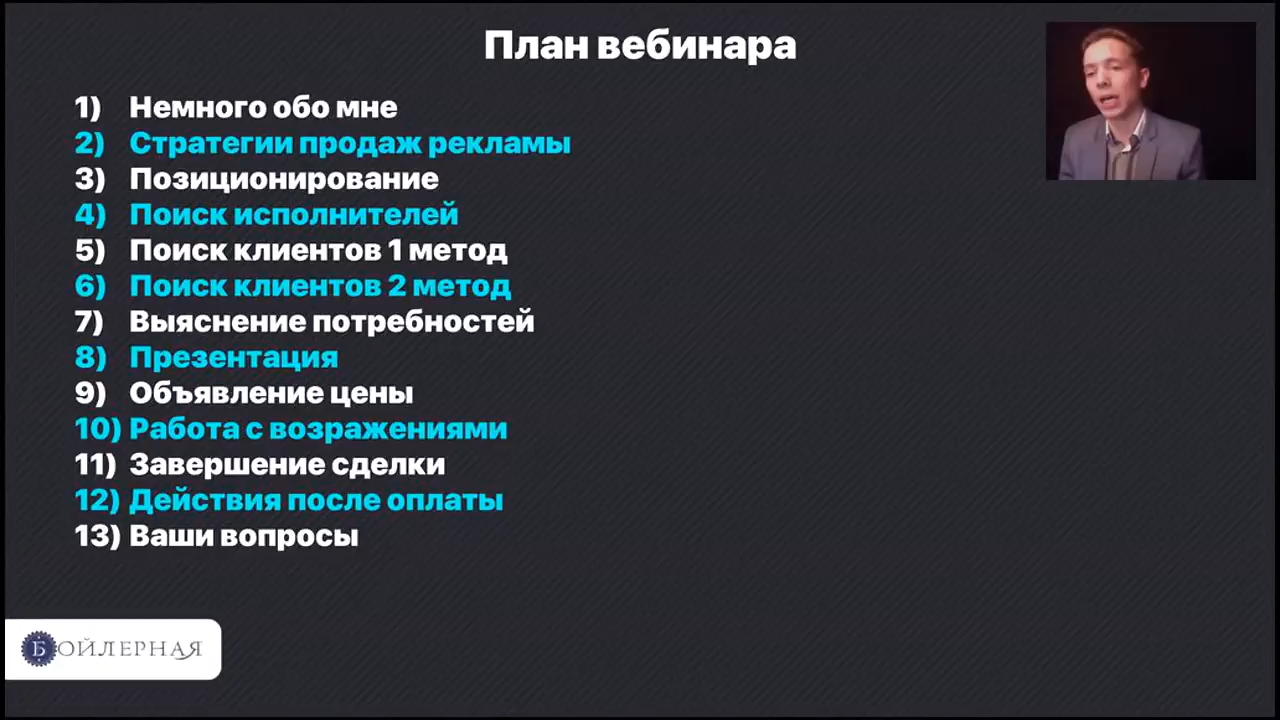 План вебинара
1) Немного обо мне
2) Стратегии продаж рекламы
3) Позиционирование
4) Поиск исполнителей
5) Поиск клиентов 1 метод
6) Поиск клиентов 2 метод
7) Выяснение потребностей
8) Презентация
9) Объявление цены
10) Работа с возражениями
11) Завершение сделки
12) Действия после оплаты
13) Ваши вопросы
БОЙЛЕРНАЯ